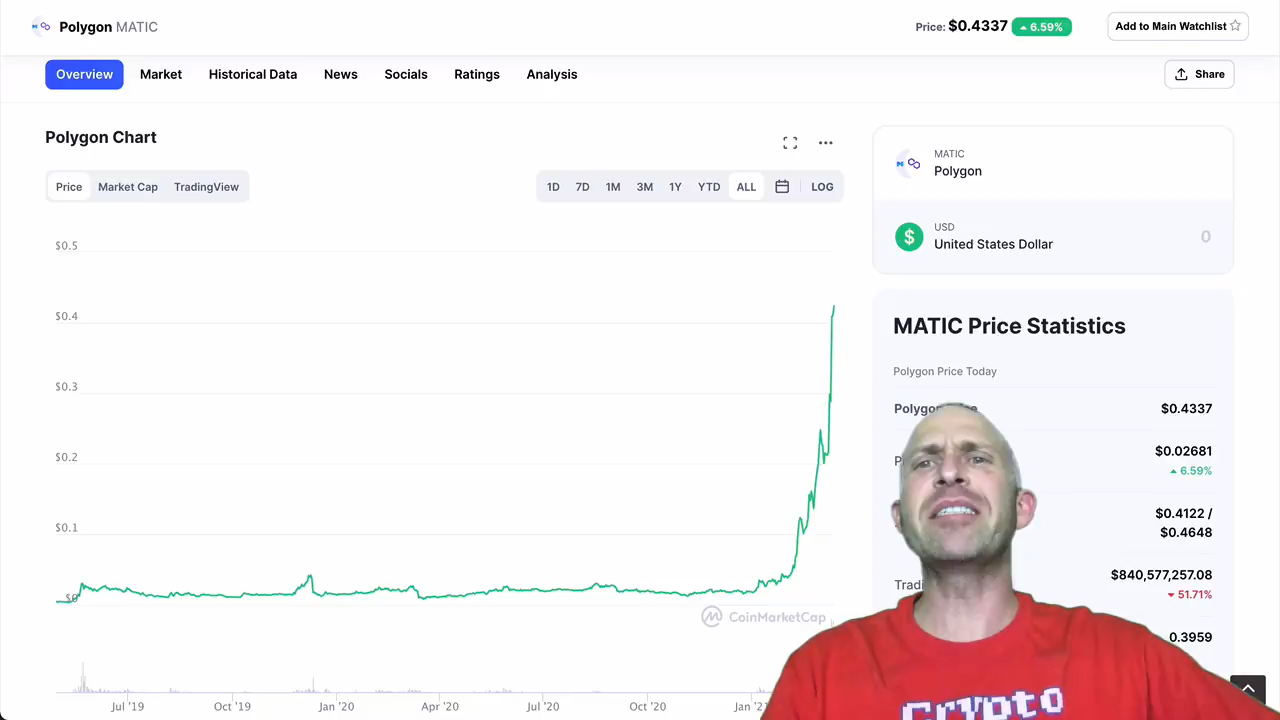 Polygon MATIC
Price: $0.4337 6.59%
Add to Main Watchlist
Overview Market Historical Data News Socials Ratings Analysis
Share
Polygon Chart
Price Market Cap TradingView
1D 7D 1M 3M 1Y YTD ALL LOG
$0.5
$0.4
$0.3
$0.2
$0.1
$0
CoinMarketCap
Jul '19 Oct '19 Jan '20 Apr '20 Jul '20 Oct '20 Jan '21
MATIC
Polygon
USD
United States Dollar
0
MATIC Price Statistics
Polygon Price Today
$0.4337
$0.02681
6.59%
$0.4122 /
$0.4648
$840,577,257.08
51.71%
0.3959
Crypto